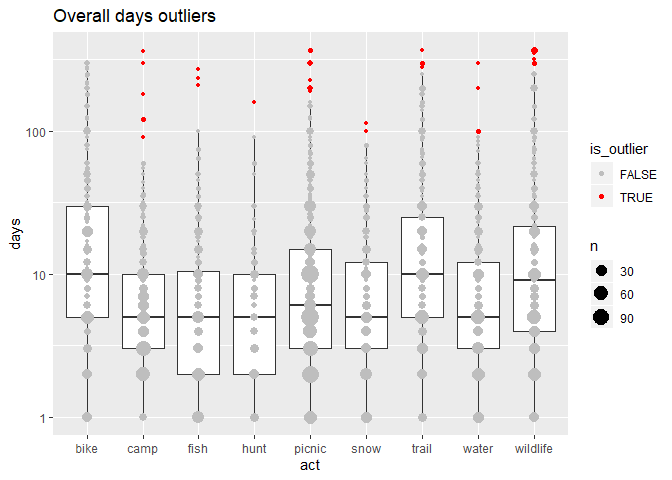 Overall days outliers
days
100
10
1
bike camp fish hunt picnic snow trail water wildlife
act
is_outlier
FALSE
TRUE
n
30
60
90